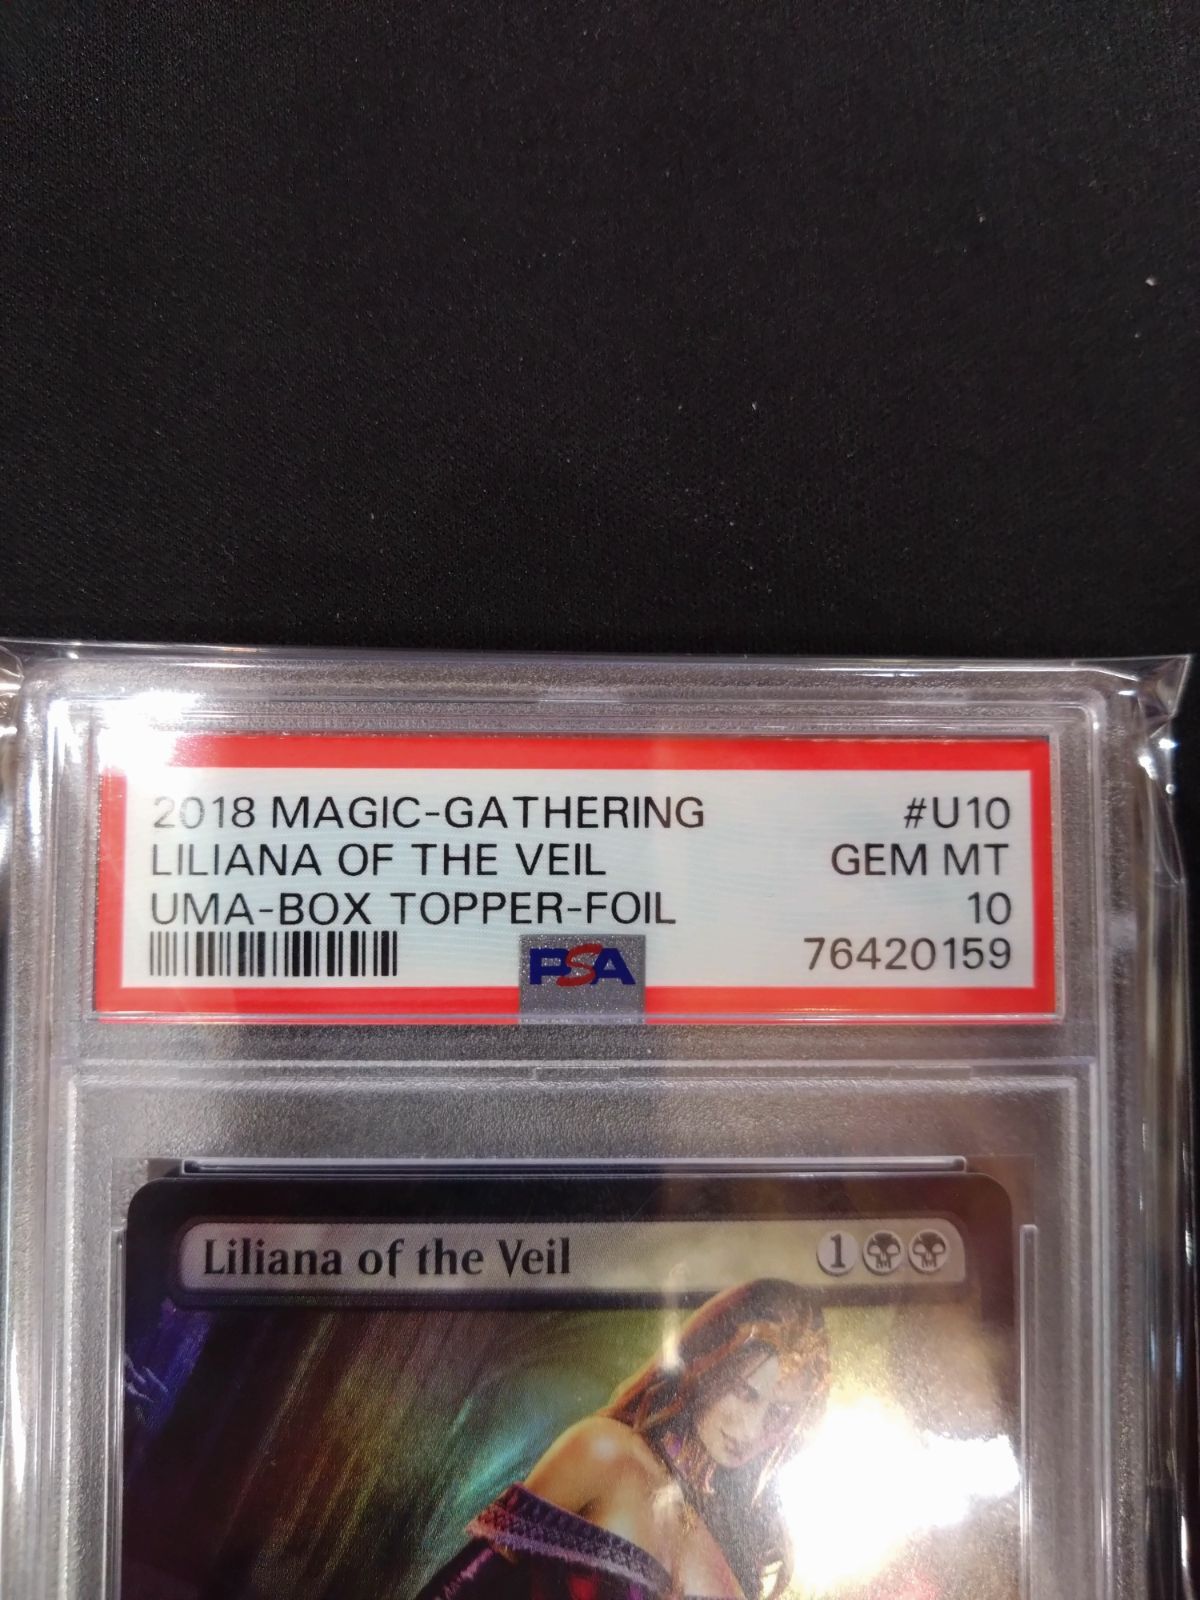 2018 MAGIC-GATHERING #U10
LILIANA OF THE VEIL GEM MT
UMA-BOX TOPPER-FOIL 10
PSA 76420159
Liliana of the Veil 1